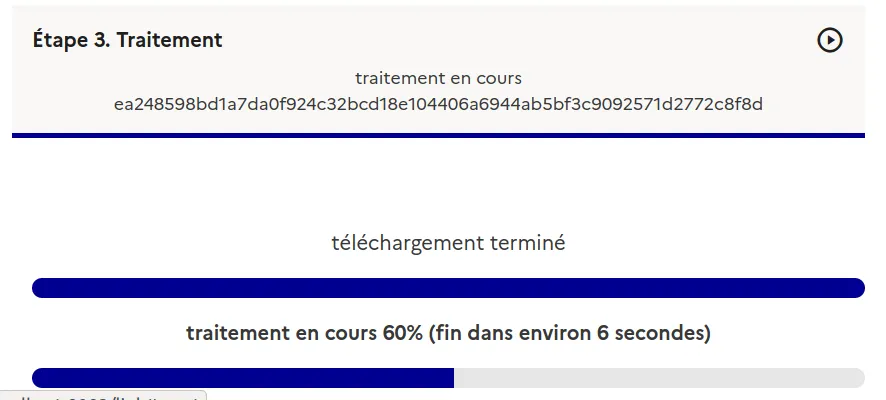 Étape 3. Traitement
traitement en cours
ea248598bd1a7da0f924c32bcd18e104406a6944ab5bf3c9092571d2772c8f8d
téléchargement terminé
traitement en cours 60% (fin dans environ 6 secondes)